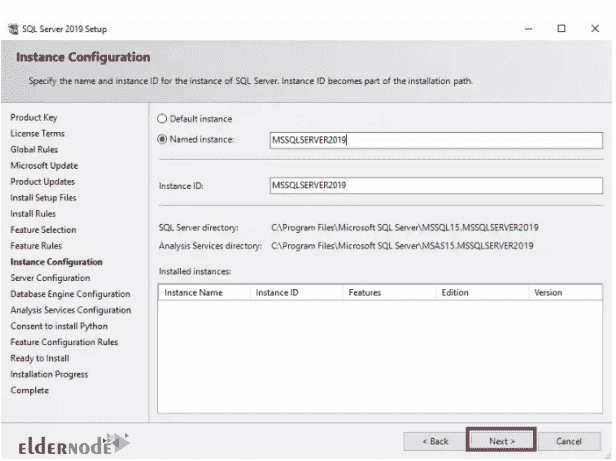 SQL Server 2019 Setup
Instance Configuration
Specify the name and instance ID for the instance of SQL Server. Instance ID becomes part of the installation path.
Product Key
License Terms
Global Rules
Microsoft Update
Product Updates
Install Setup Files
Install Rules
Feature Selection
Feature Rules
Instance Configuration
Server Configuration
Database Engine Configuration
Analysis Services Configuration
Consent to install Python
Feature Configuration Rules
Ready to Install
Installation Progress
Complete
Default instance
Named instance: MSSQLSERVER2019
Instance ID: MSSQLSERVER2019
SQL Server directory: C:\Program Files\Microsoft SQL Server\MSSQL15.MSSQLSERVER2019
Analysis Services directory: C:\Program Files\Microsoft SQL Server\MSAS15.MSSQLSERVER2019
Installed instances:
Instance Name Instance ID Features Edition Version
< Back Next > Cancel
eldernode